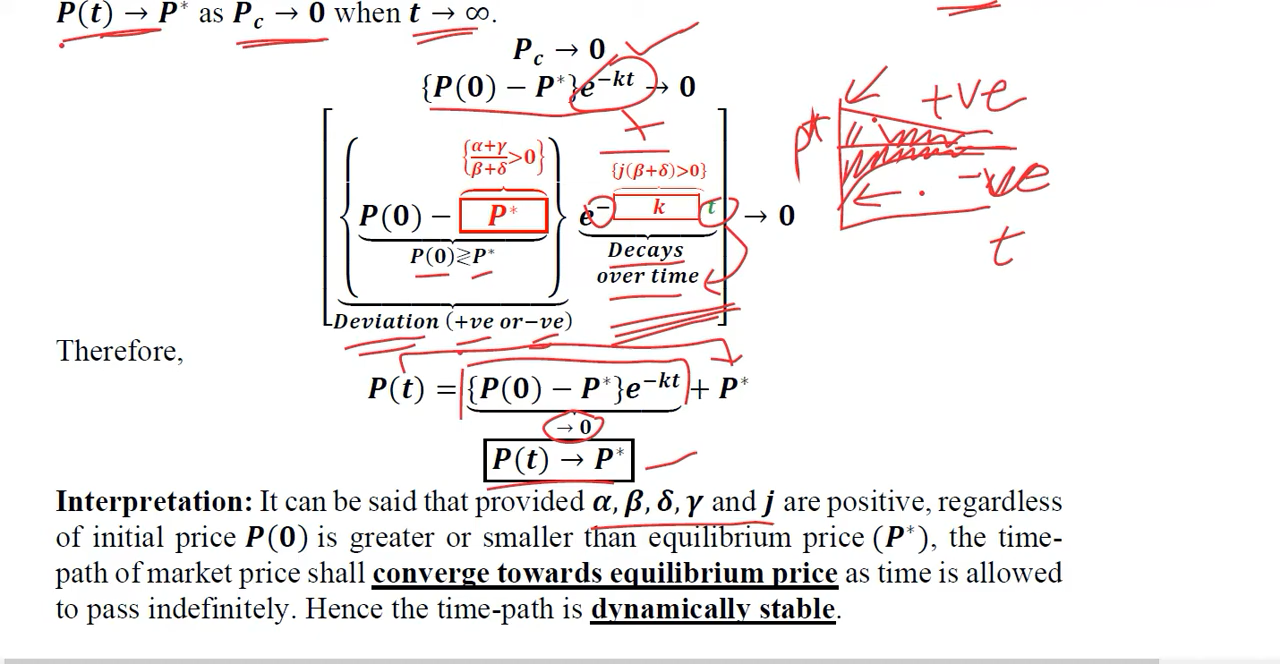 P(t) → P* as P_c → 0 when t → ∞.
P_c → 0
{P(0) − P*}e^{−kt} → 0
{α+γ/β+δ >0} {j(β+δ)>0}
P(0) − P* e^− k t → 0
P(0)≷P* Decays
over time
Deviation (+ve or −ve)
Therefore,
P(t) = {P(0) − P*}e^{−kt} + P*
→ 0
P(t) → P*
Interpretation: It can be said that provided α, β, δ, γ and j are positive, regardless
of initial price P(0) is greater or smaller than equilibrium price (P*), the time-
path of market price shall converge towards equilibrium price as time is allowed
to pass indefinitely. Hence the time-path is dynamically stable.
+ve
P*
-ve
t